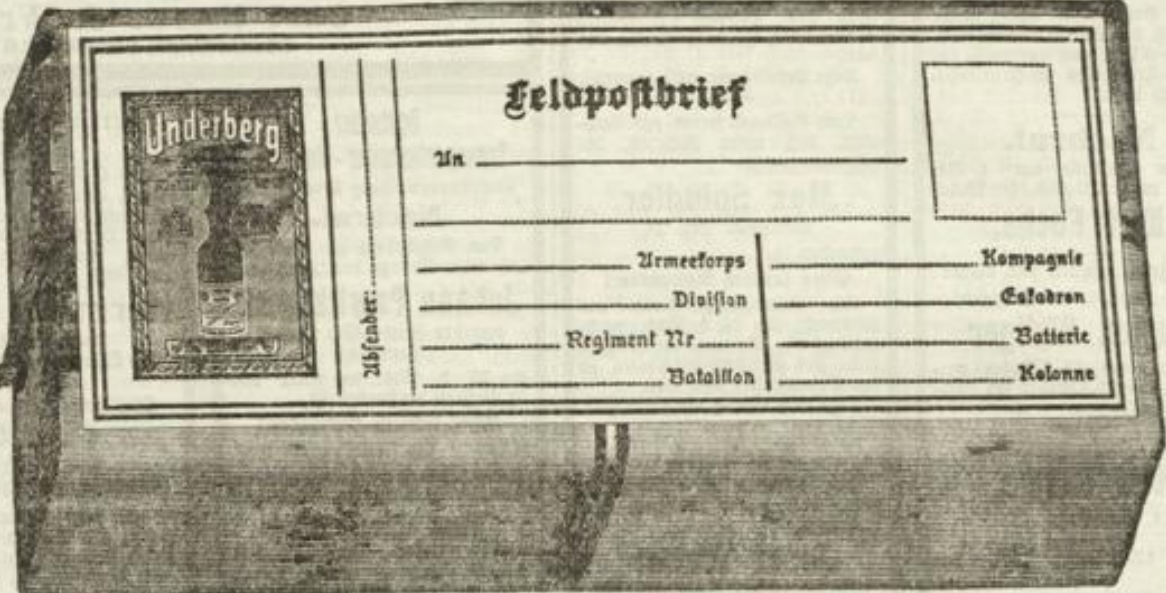 Underberg
Absender:
Feldpostbrief
An
Armeekorps
Division
Regiment Nr
Bataillon
Kompagnie
Eskadron
Batterie
Kolonne